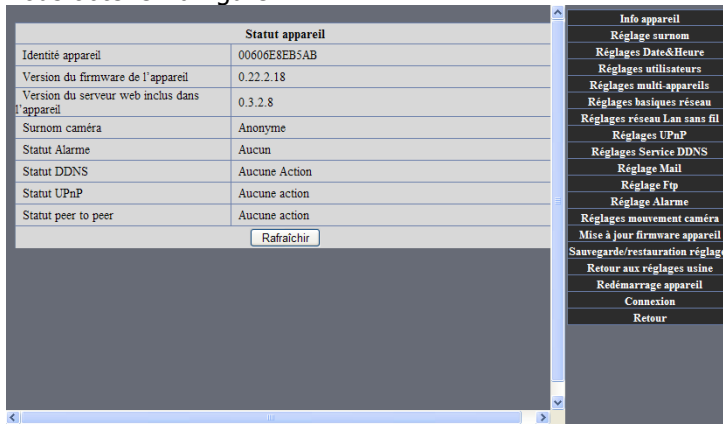 Statut appareil
Identité appareil 00606E8EB5AB
Version du firmware de l'appareil 0.22.2.18
Version du serveur web inclus dans l'appareil 0.3.2.8
Surnom caméra Anonyme
Statut Alarme Aucun
Statut DDNS Aucune Action
Statut UPnP Aucune action
Statut peer to peer Aucune action
Rafraîchir
Info appareil
Réglage surnom
Réglages Date&Heure
Réglages utilisateurs
Réglages multi-appareils
Réglages basiques réseau
Réglages réseau Lan sans fil
Réglages UPnP
Réglages Service DDNS
Réglage Mail
Réglage Ftp
Réglage Alarme
Réglages mouvement caméra
Mise à jour firmware appareil
Sauvegarde/restauration réglage
Retour aux réglages usine
Redémarrage appareil
Connexion
Retour